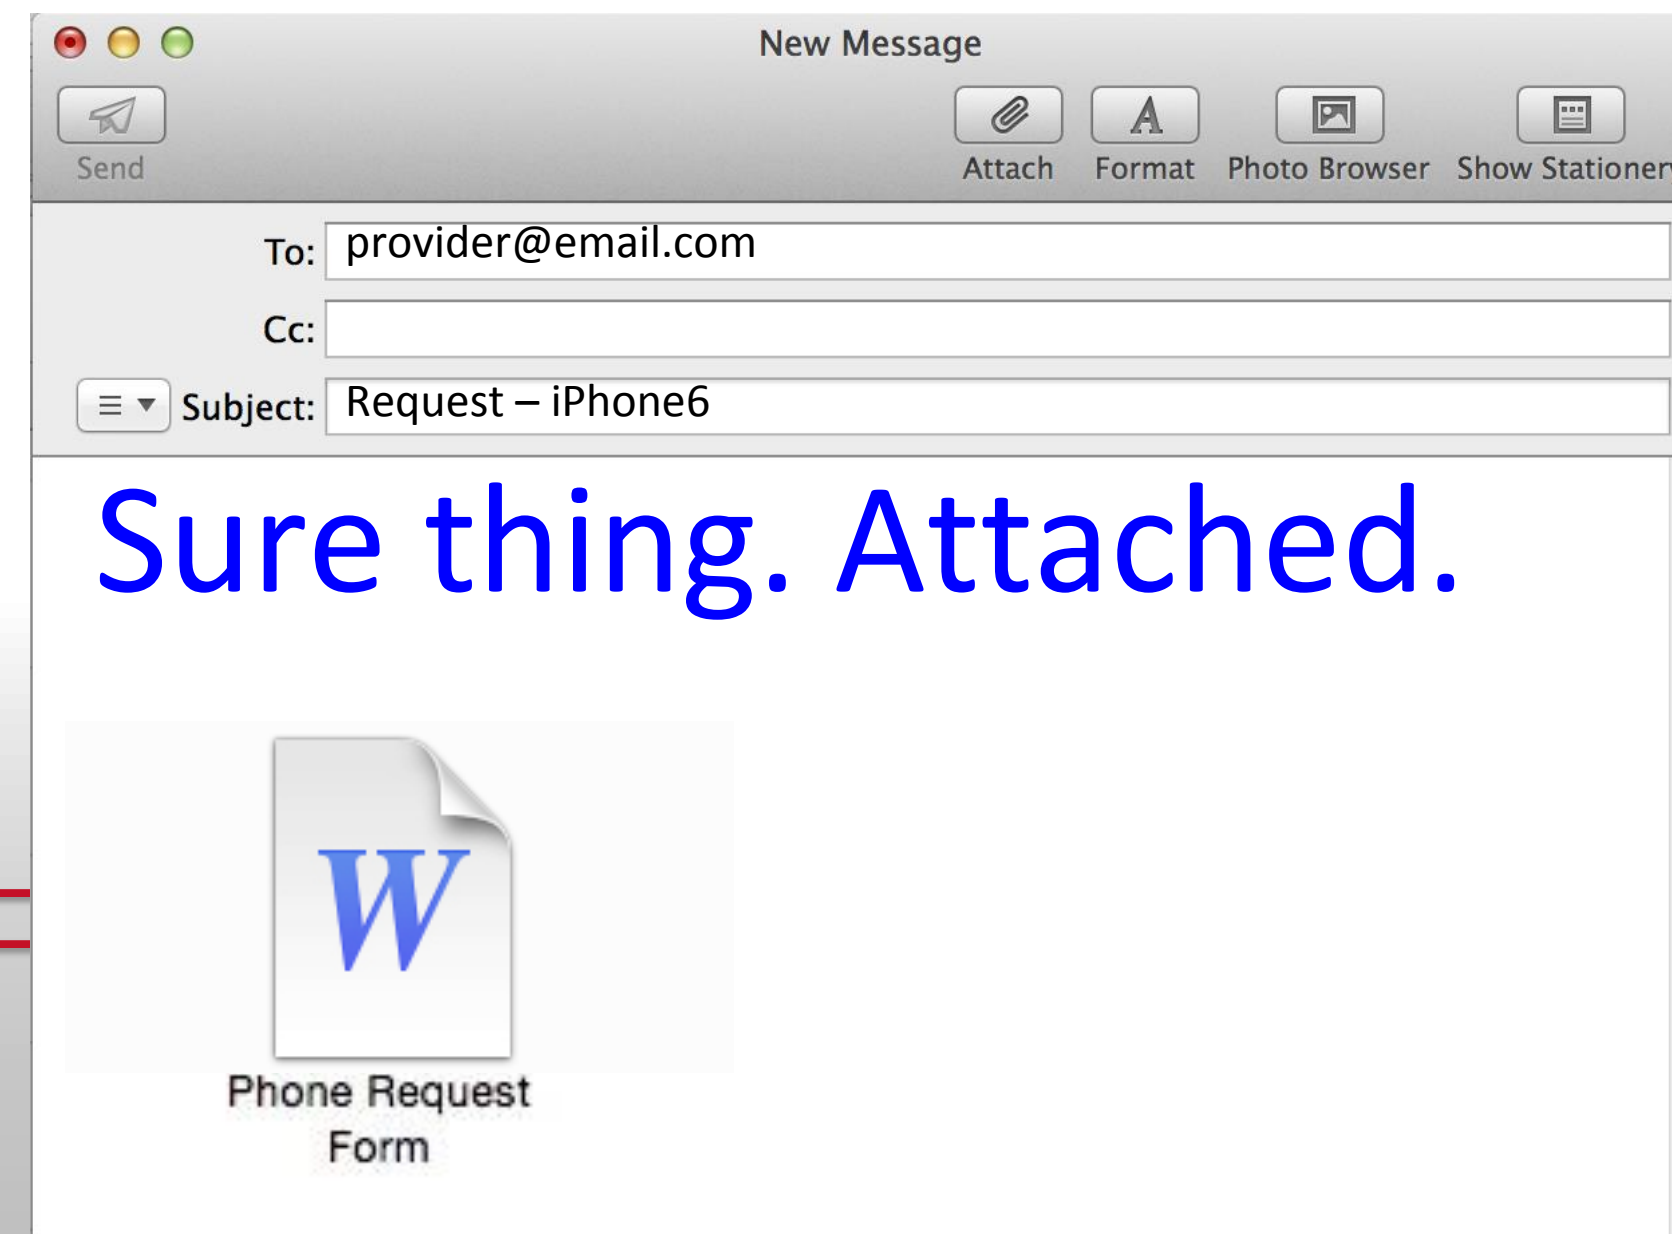 New Message
Send
Attach Format Photo Browser Show Stationery
To: provider@email.com
Cc:
Subject: Request – iPhone6
Sure thing. Attached.
W
Phone Request
Form